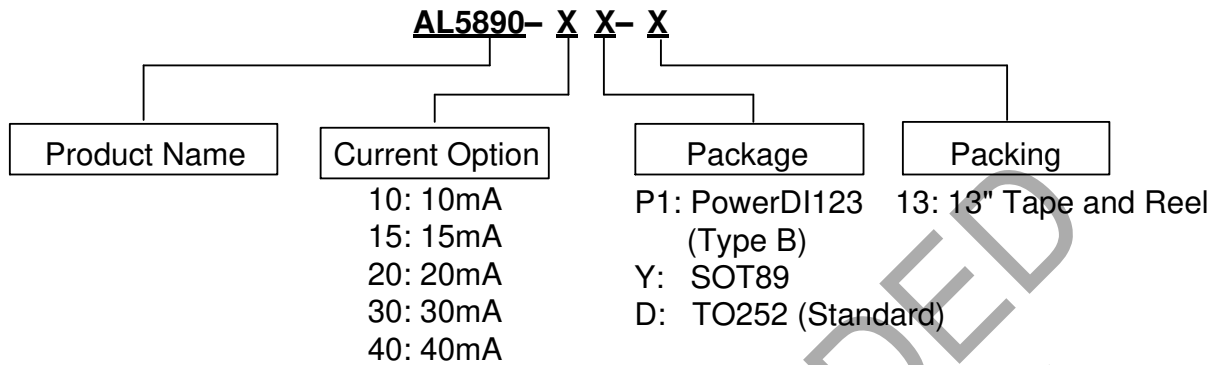 AL5890– X X– X
Product Name
Current Option
Package
Packing
10: 10mA
15: 15mA
20: 20mA
30: 30mA
40: 40mA
P1: PowerDI123
(Type B)
Y: SOT89
D: TO252 (Standard)
13: 13" Tape and Reel
DED